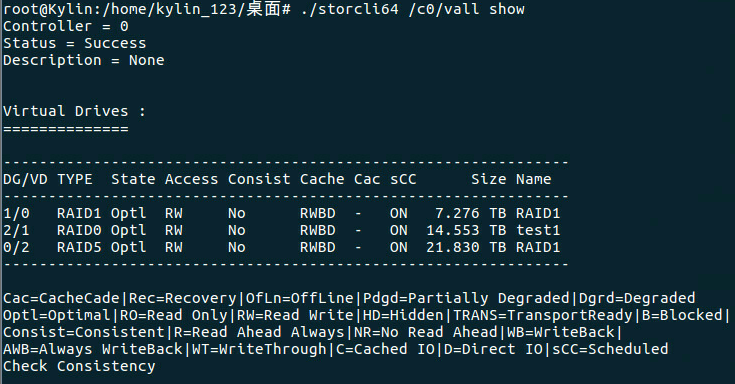 root@Kylin:/home/kylin_123/桌面# ./storcli64 /c0/vall show
Controller = 0
Status = Success
Description = None
Virtual Drives :
==============
---------------------------------------------------------------
DG/VD TYPE  State Access Consist Cache Cac sCC      Size Name
---------------------------------------------------------------
1/0   RAID1 Optl  RW     No      RWBD  -   ON   7.276 TB RAID1
2/1   RAID0 Optl  RW     No      RWBD  -   ON  14.553 TB test1
0/2   RAID5 Optl  RW     No      RWBD  -   ON  21.830 TB RAID1
---------------------------------------------------------------
Cac=CacheCade|Rec=Recovery|OfLn=OffLine|Pdgd=Partially Degraded|Dgrd=Degraded
Optl=Optimal|RO=Read Only|RW=Read Write|HD=Hidden|TRANS=TransportReady|B=Blocked|
Consist=Consistent|R=Read Ahead Always|NR=No Read Ahead|WB=WriteBack|
AWB=Always WriteBack|WT=WriteThrough|C=Cached IO|D=Direct IO|sCC=Scheduled
Check Consistency